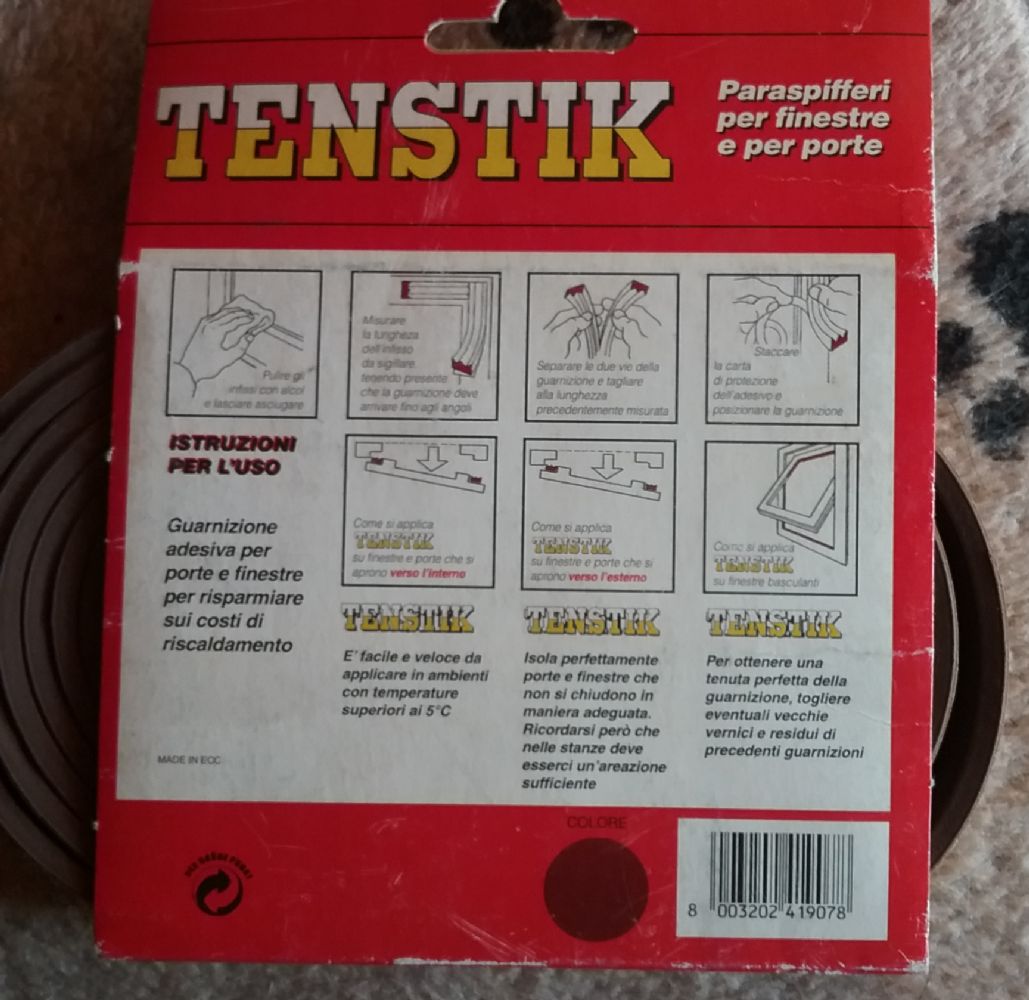 TENSTIK
Paraspifferi
per finestre
e per porte
Pulire gli
infissi con alcol
e lasciare asciugare
Misurare
la lunghezza
dell'infisso
da sigillare,
tenendo presente
che la guarnizione deve
arrivare fino agli angoli
Separare le due vie della
guarnizione e tagliare
alla lunghezza
precedentemente misurata
Staccare
la carta
di protezione
dell'adesivo e
posizionare la guarnizione
ISTRUZIONI
PER L'USO
Guarnizione
adesiva per
porte e finestre
per risparmiare
sui costi di
riscaldamento
MADE IN EOC
Come si applica
TENSTIK
su finestre e porte che si
aprono verso l'interno
Come si applica
TENSTIK
su finestre e porte che si
aprono verso l'esterno
Como si applica
TENSTIK
su finestre basculanti
TENSTIK
E' facile e veloce da
applicare in ambienti
con temperature
superiori ai 5°C
TENSTIK
Isola perfettamente
porte e finestre che
non si chiudono in
maniera adeguata.
Ricordarsi però che
nelle stanze deve
esserci un'areazione
sufficiente
TENSTIK
Per ottenere una
tenuta perfetta della
guarnizione, togliere
eventuali vecchie
vernici e residui di
precedenti guarnizioni
COLORE
8 003202 419078